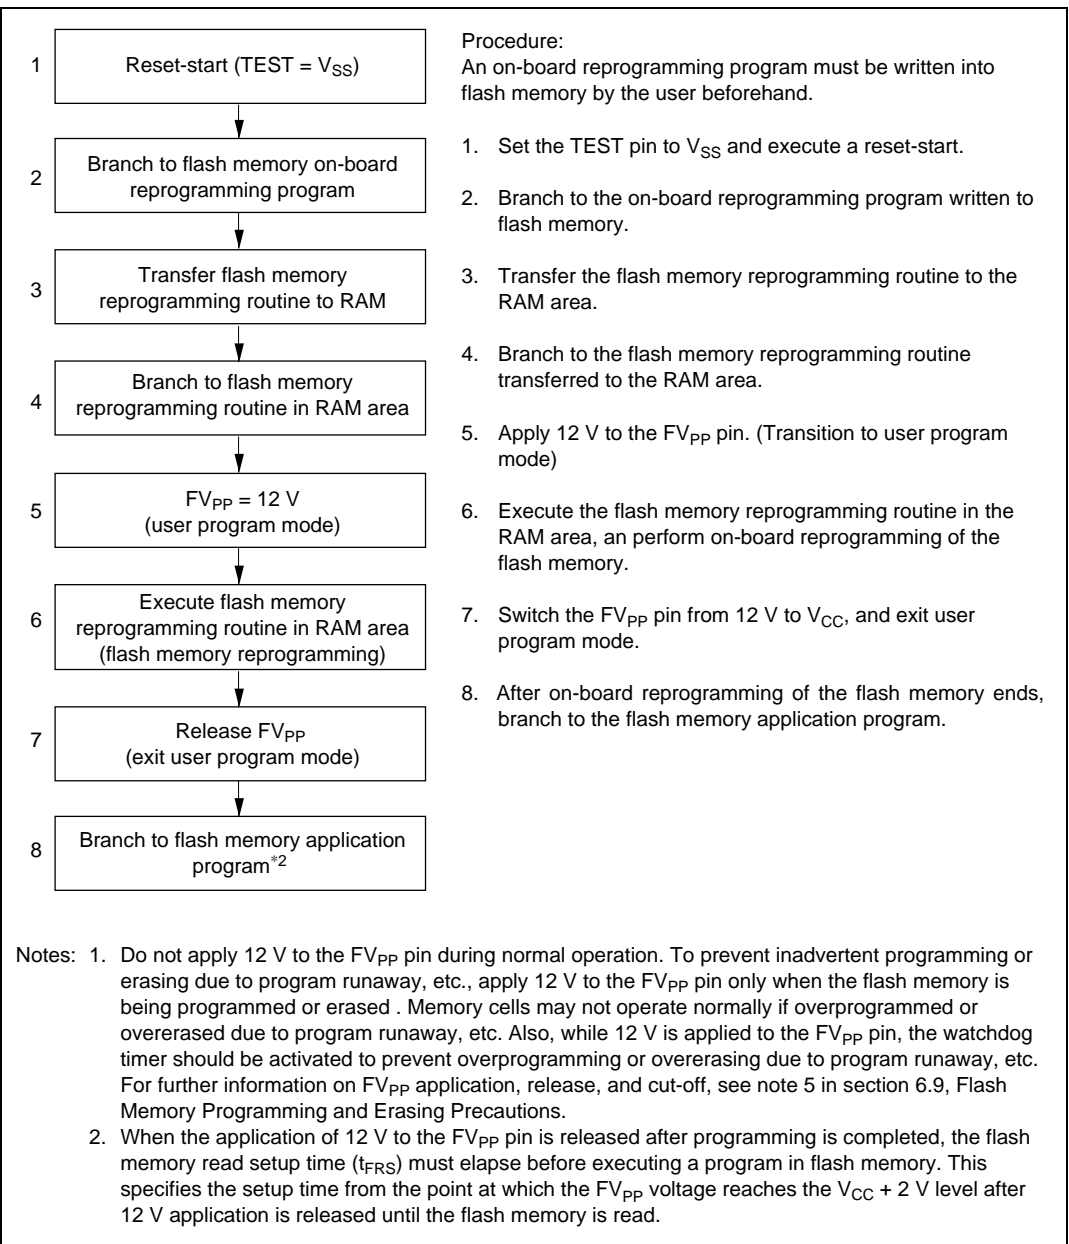 1
Reset-start (TEST = VSS)
2
Branch to flash memory on-board
reprogramming program
3
Transfer flash memory
reprogramming routine to RAM
4
Branch to flash memory
reprogramming routine in RAM area
5
FVPP = 12 V
(user program mode)
6
Execute flash memory
reprogramming routine in RAM area
(flash memory reprogramming)
7
Release FVPP
(exit user program mode)
8
Branch to flash memory application
program*2
Procedure:
An on-board reprogramming program must be written into
flash memory by the user beforehand.
1. Set the TEST pin to VSS and execute a reset-start.
2. Branch to the on-board reprogramming program written to
flash memory.
3. Transfer the flash memory reprogramming routine to the
RAM area.
4. Branch to the flash memory reprogramming routine
transferred to the RAM area.
5. Apply 12 V to the FVPP pin. (Transition to user program
mode)
6. Execute the flash memory reprogramming routine in the
RAM area, an perform on-board reprogramming of the
flash memory.
7. Switch the FVPP pin from 12 V to VCC, and exit user
program mode.
8. After on-board reprogramming of the flash memory ends,
branch to the flash memory application program.
Notes: 1. Do not apply 12 V to the FVPP pin during normal operation. To prevent inadvertent programming or
erasing due to program runaway, etc., apply 12 V to the FVPP pin only when the flash memory is
being programmed or erased . Memory cells may not operate normally if overprogrammed or
overerased due to program runaway, etc. Also, while 12 V is applied to the FVPP pin, the watchdog
timer should be activated to prevent overprogramming or overerasing due to program runaway, etc.
For further information on FVPP application, release, and cut-off, see note 5 in section 6.9, Flash
Memory Programming and Erasing Precautions.
2. When the application of 12 V to the FVPP pin is released after programming is completed, the flash
memory read setup time (tFRS) must elapse before executing a program in flash memory. This
specifies the setup time from the point at which the FVPP voltage reaches the VCC + 2 V level after
12 V application is released until the flash memory is read.